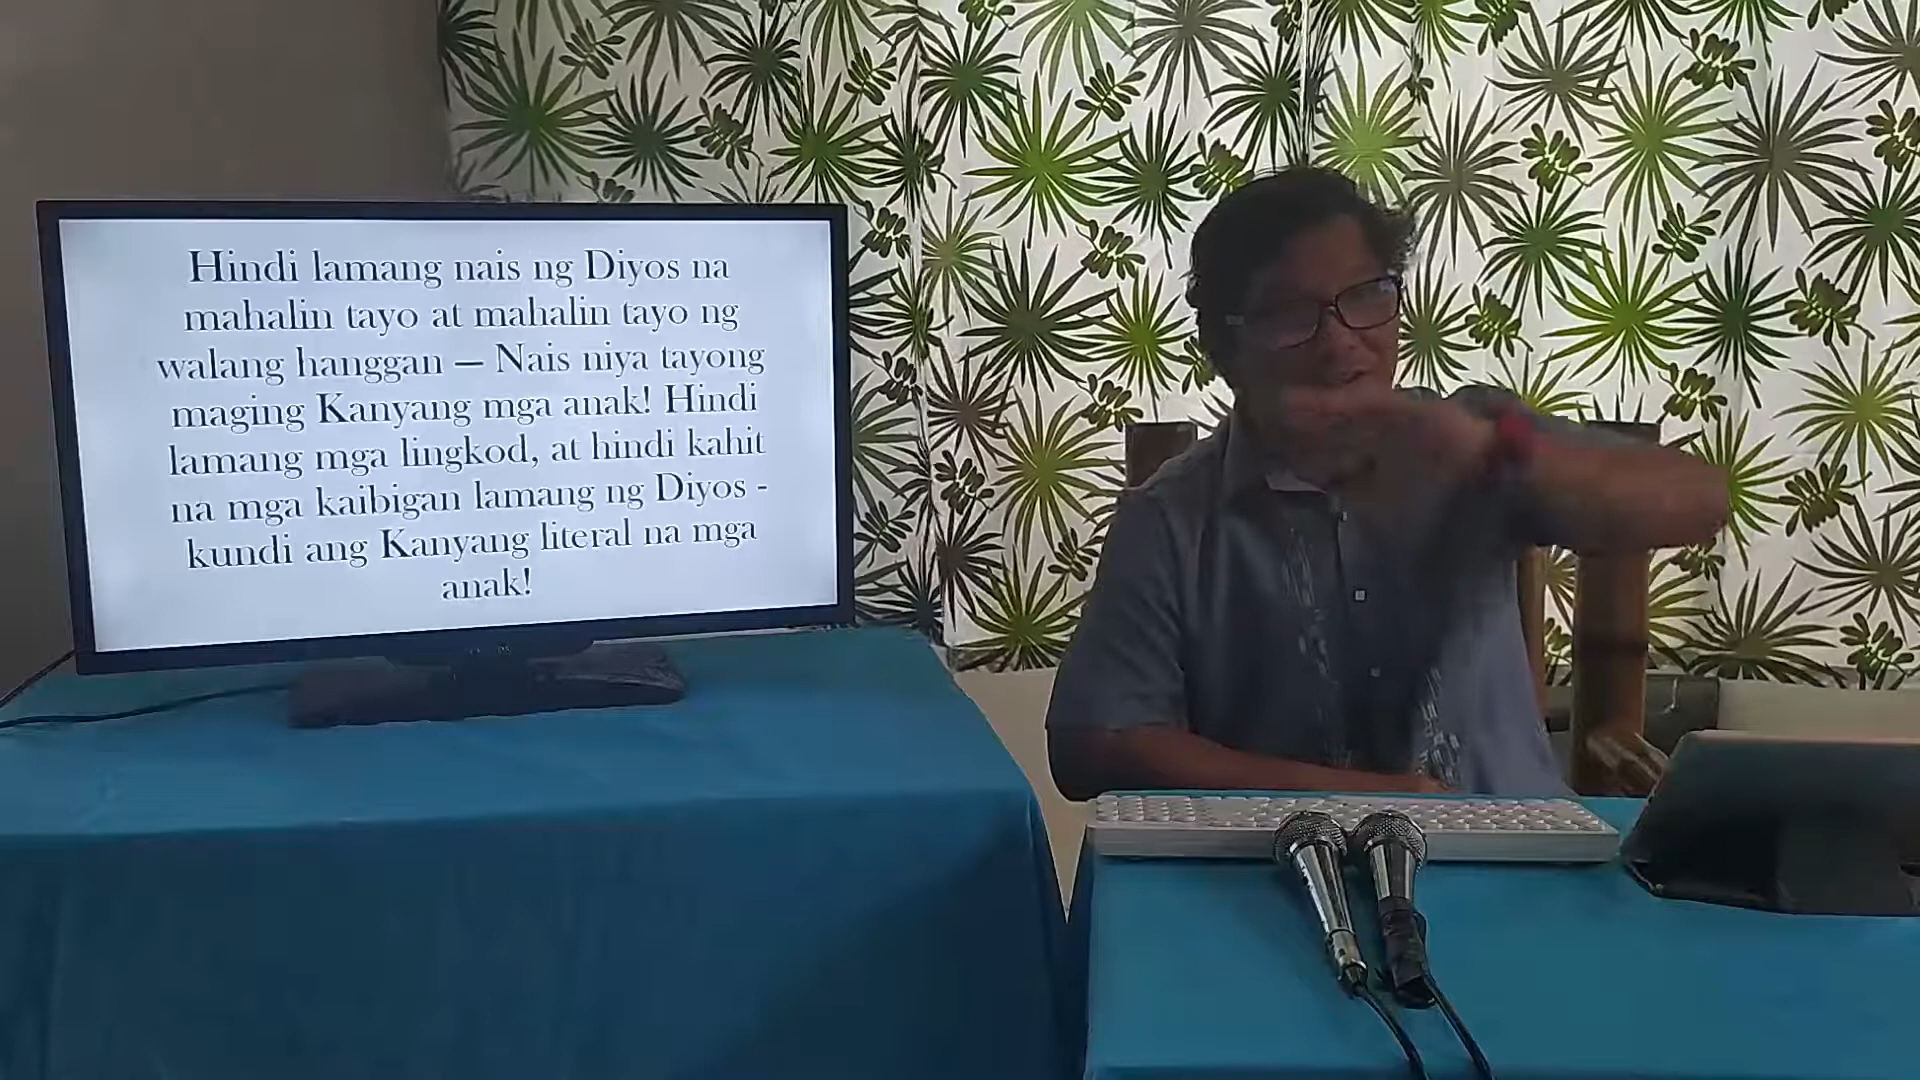 Hindi lamang nais ng Diyos na
mahalin tayo at mahalin tayo ng
walang hanggan — Nais niya tayong
maging Kanyang mga anak! Hindi
lamang mga lingkod, at hindi kahit
na mga kaibigan lamang ng Diyos -
kundi ang Kanyang literal na mga
anak!